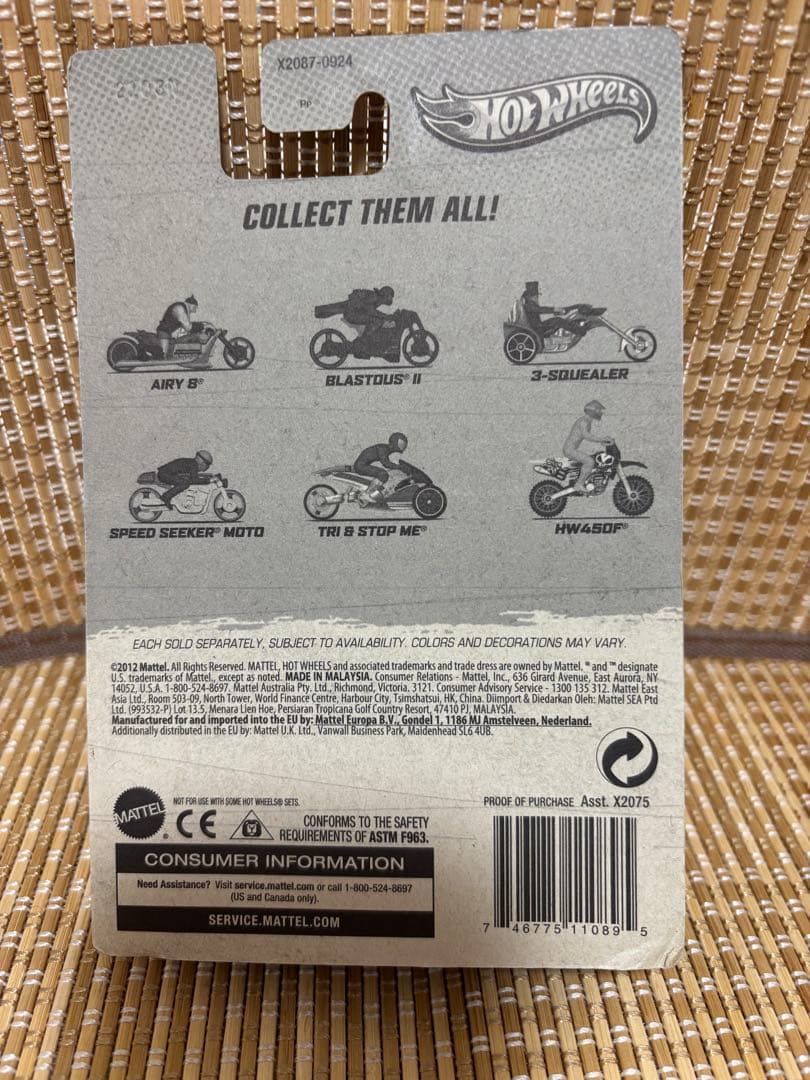 X2087-0924
PP
HOT WHEELS
COLLECT THEM ALL!
AIRY 8®
BLASTOUS® II
3-SQUEALER
SPEED SEEKER® MOTO
TRI & STOP ME®
HW450F®
EACH SOLD SEPARATELY, SUBJECT TO AVAILABILITY. COLORS AND DECORATIONS MAY VARY.
©2012 Mattel. All Rights Reserved. MATTEL, HOT WHEELS and associated trademarks and trade dress are owned by Mattel. ® and ™ designate
U.S. trademarks of Mattel, except as noted. MADE IN MALAYSIA. Consumer Relations - Mattel, Inc., 636 Girard Avenue, East Aurora, NY
14052, U.S.A. 1-800-524-8697. Mattel Australia Pty. Ltd., Richmond, Victoria. 3121. Consumer Advisory Service - 1300 135 312. Mattel East
Asia Ltd., Room 503-09, North Tower, World Finance Centre, Harbour City, Tsimshatsui, HK, China. Diimport & Diedarkan Oleh: Mattel SEA Ptd
Ltd. (993532-P) Lot 13.5, Menara Lien Hoe, Persiaran Tropicana Golf Country Resort, 47410 PJ, MALAYSIA.
Manufactured for and imported into the EU by: Mattel Europa B.V., Gondel 1, 1186 MJ Amstelveen, Nederland.
Additionally distributed in the EU by: Mattel U.K. Ltd., Vanwall Business Park, Maidenhead SL6 4UB.
MATTEL®
NOT FOR USE WITH SOME HOT WHEELS® SETS.
CE
CONFORMS TO THE SAFETY
REQUIREMENTS OF ASTM F963.
PROOF OF PURCHASE Asst. X2075
CONSUMER INFORMATION
Need Assistance? Visit service.mattel.com or call 1-800-524-8697
(US and Canada only).
SERVICE.MATTEL.COM
7 46775 11089 5